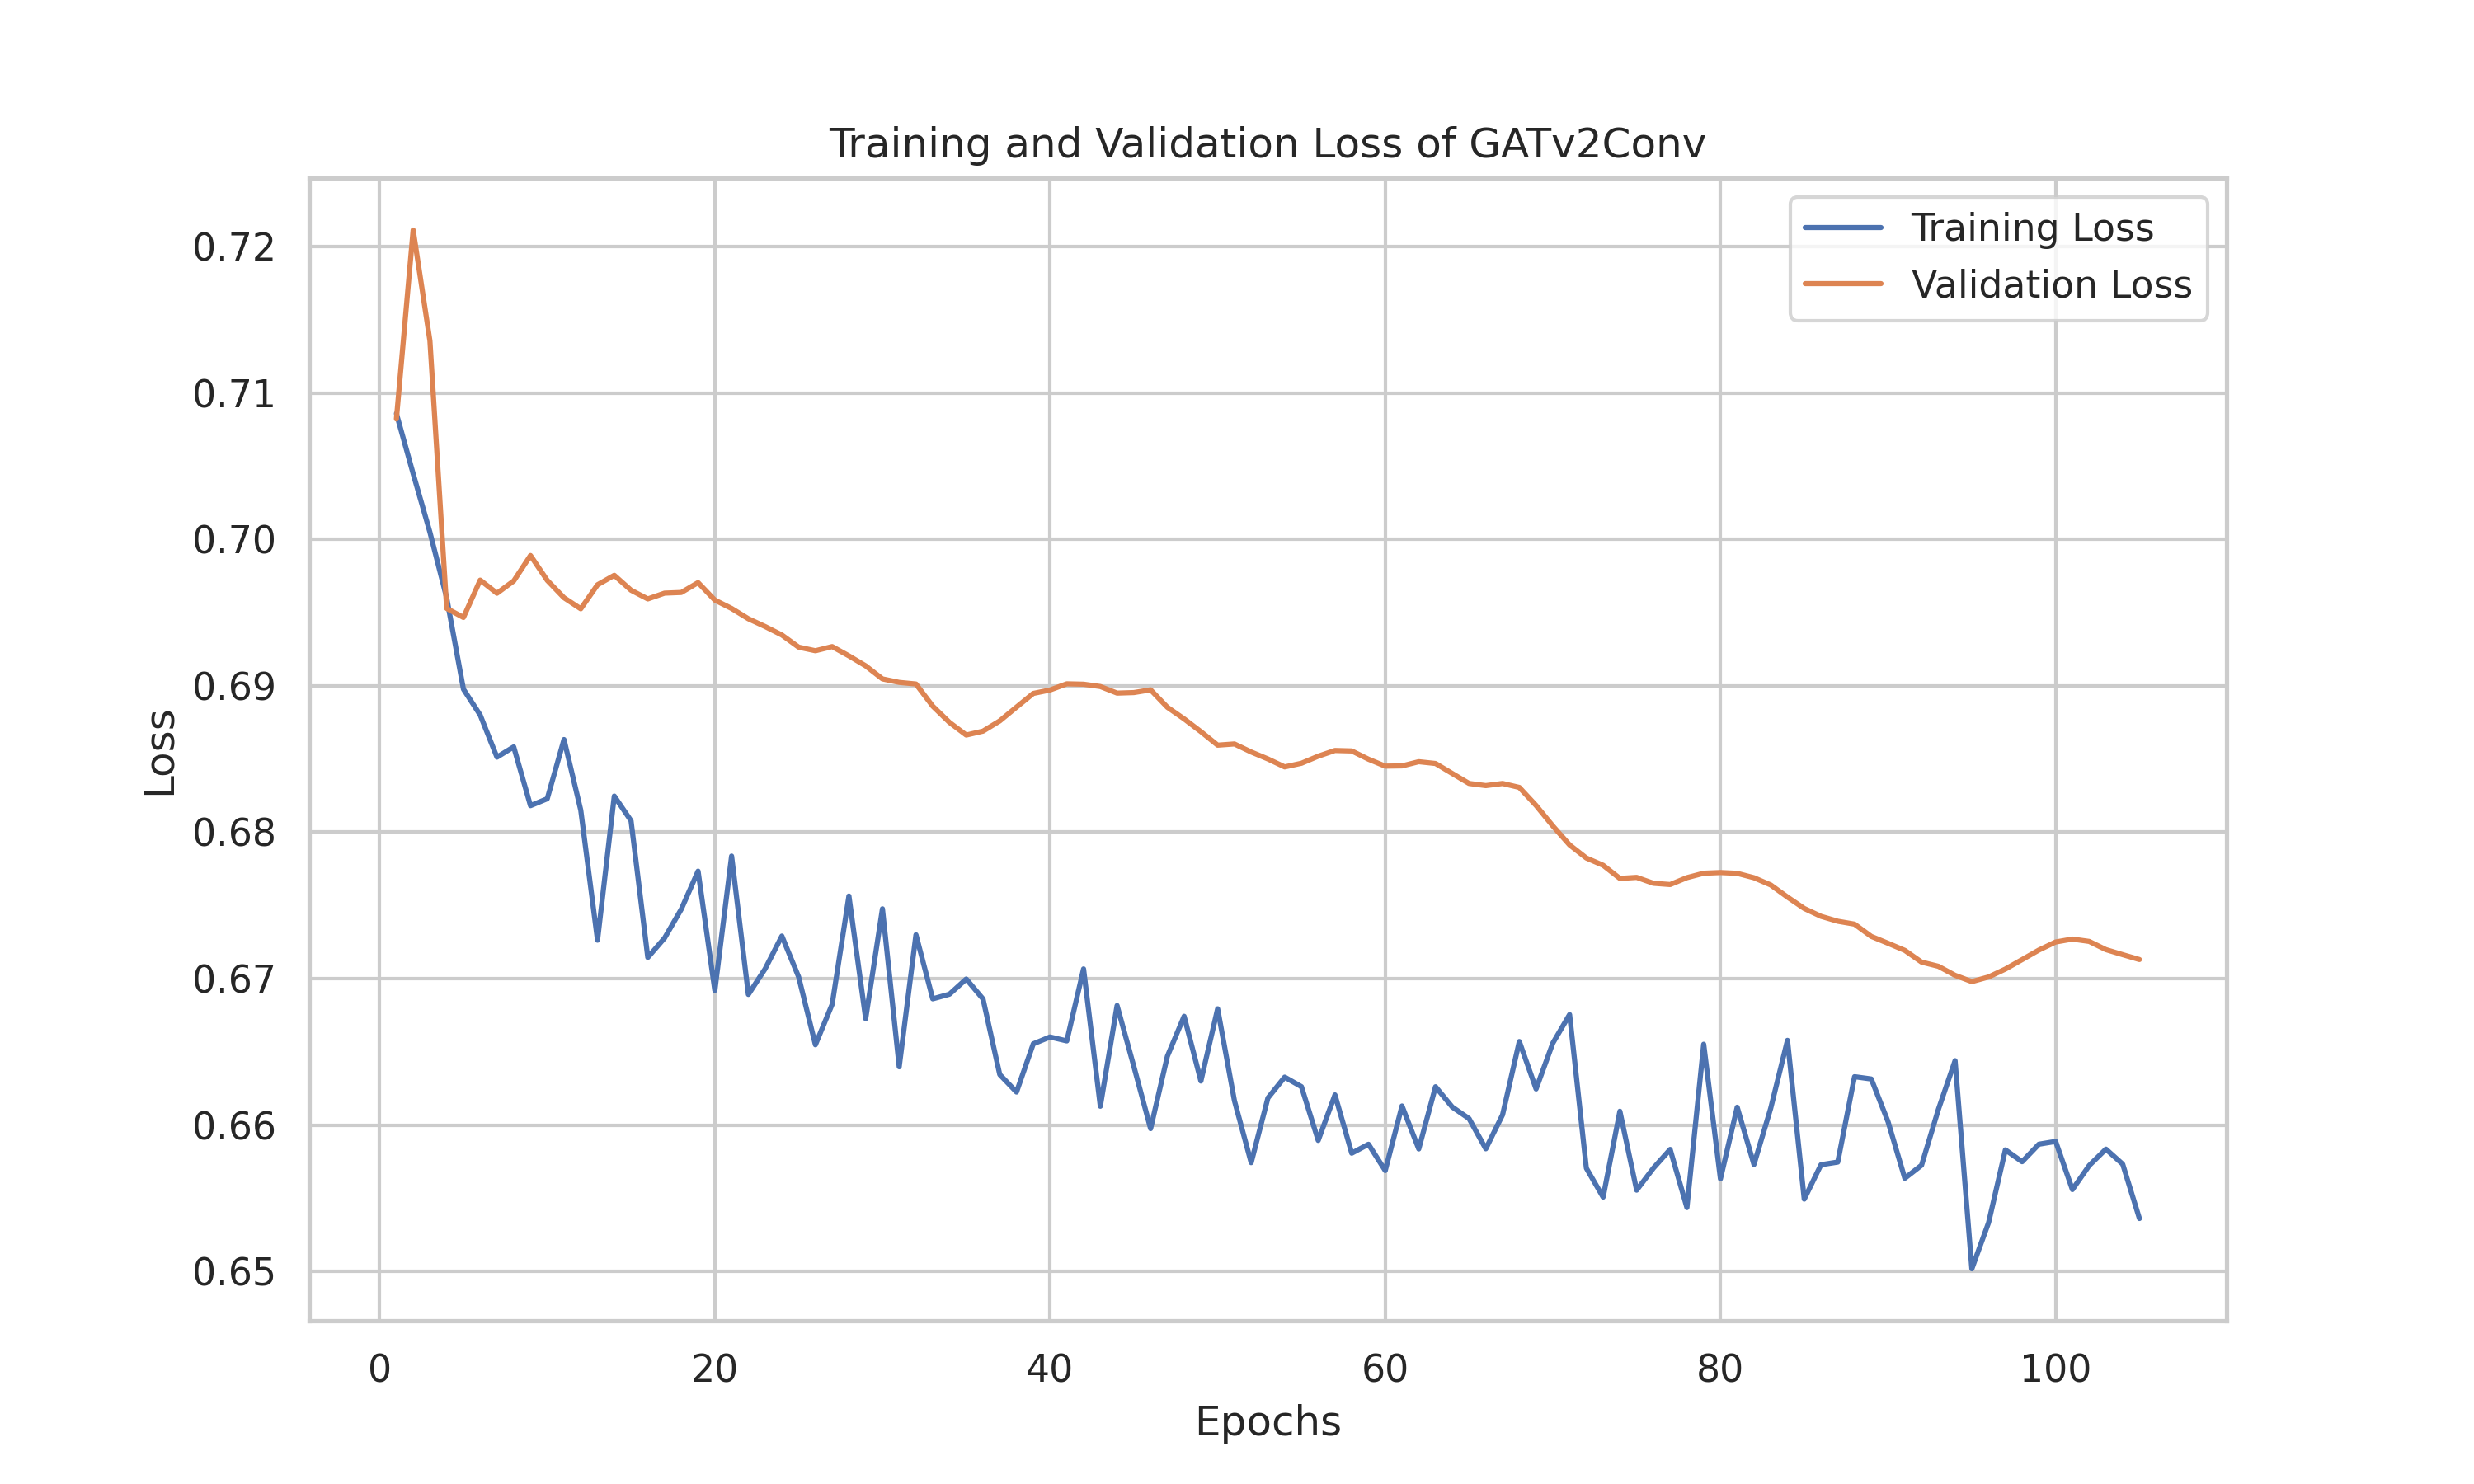 Training and Validation Loss of GATv2Conv
Training Loss
Validation Loss
0.72
0.71
0.70
0.69
0.68
0.67
0.66
0.65
Loss
0 20 40 60 80 100
Epochs